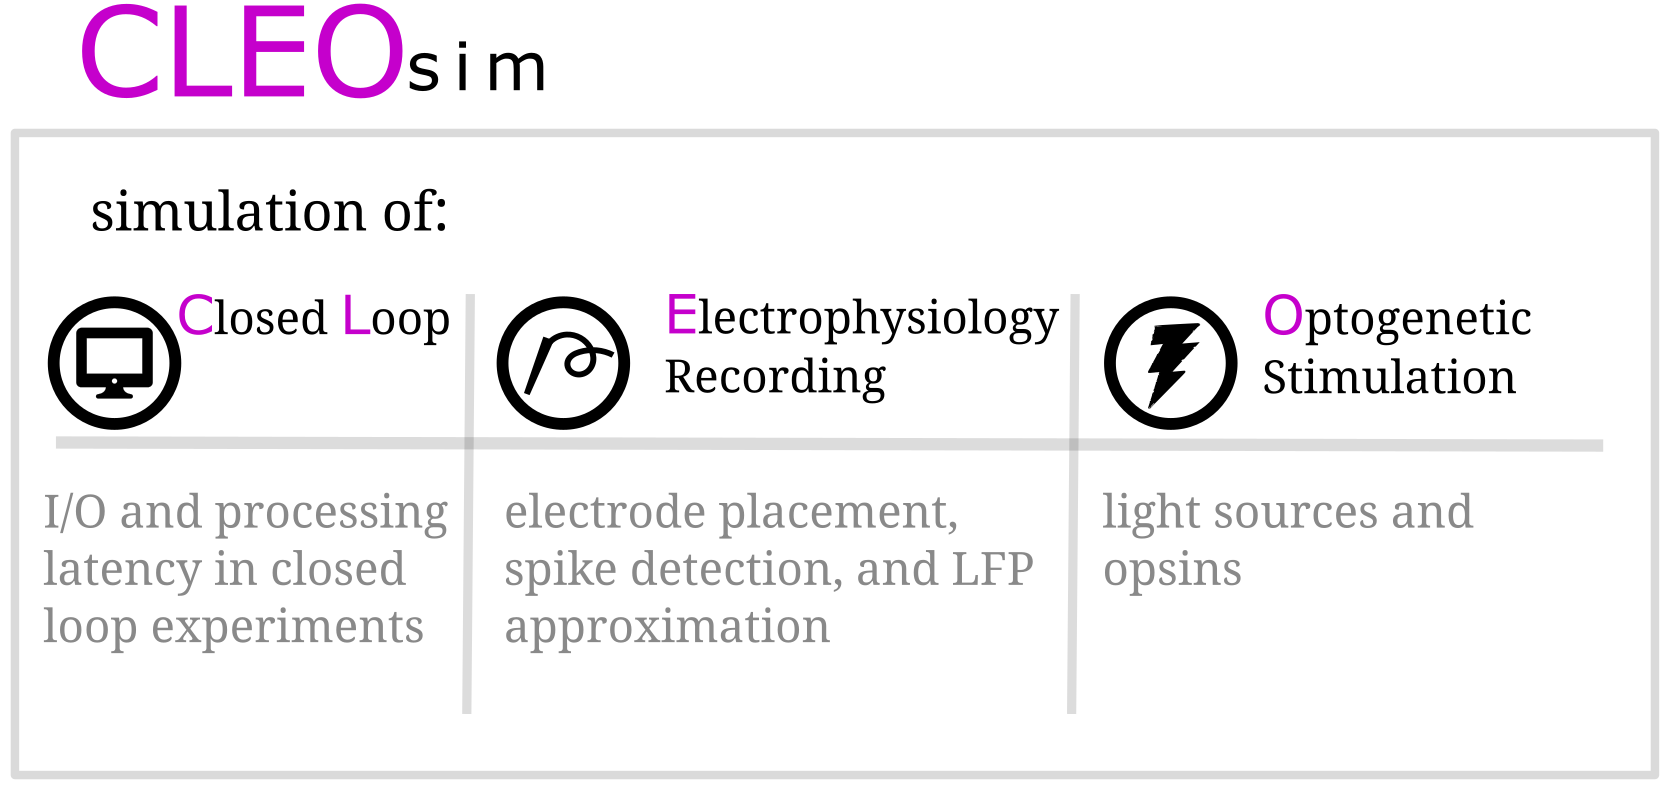 CLEOsim
simulation of:
Closed Loop
I/O and processing
latency in closed
loop experiments
Electrophysiology
Recording
electrode placement,
spike detection, and LFP
approximation
Optogenetic
Stimulation
light sources and
opsins